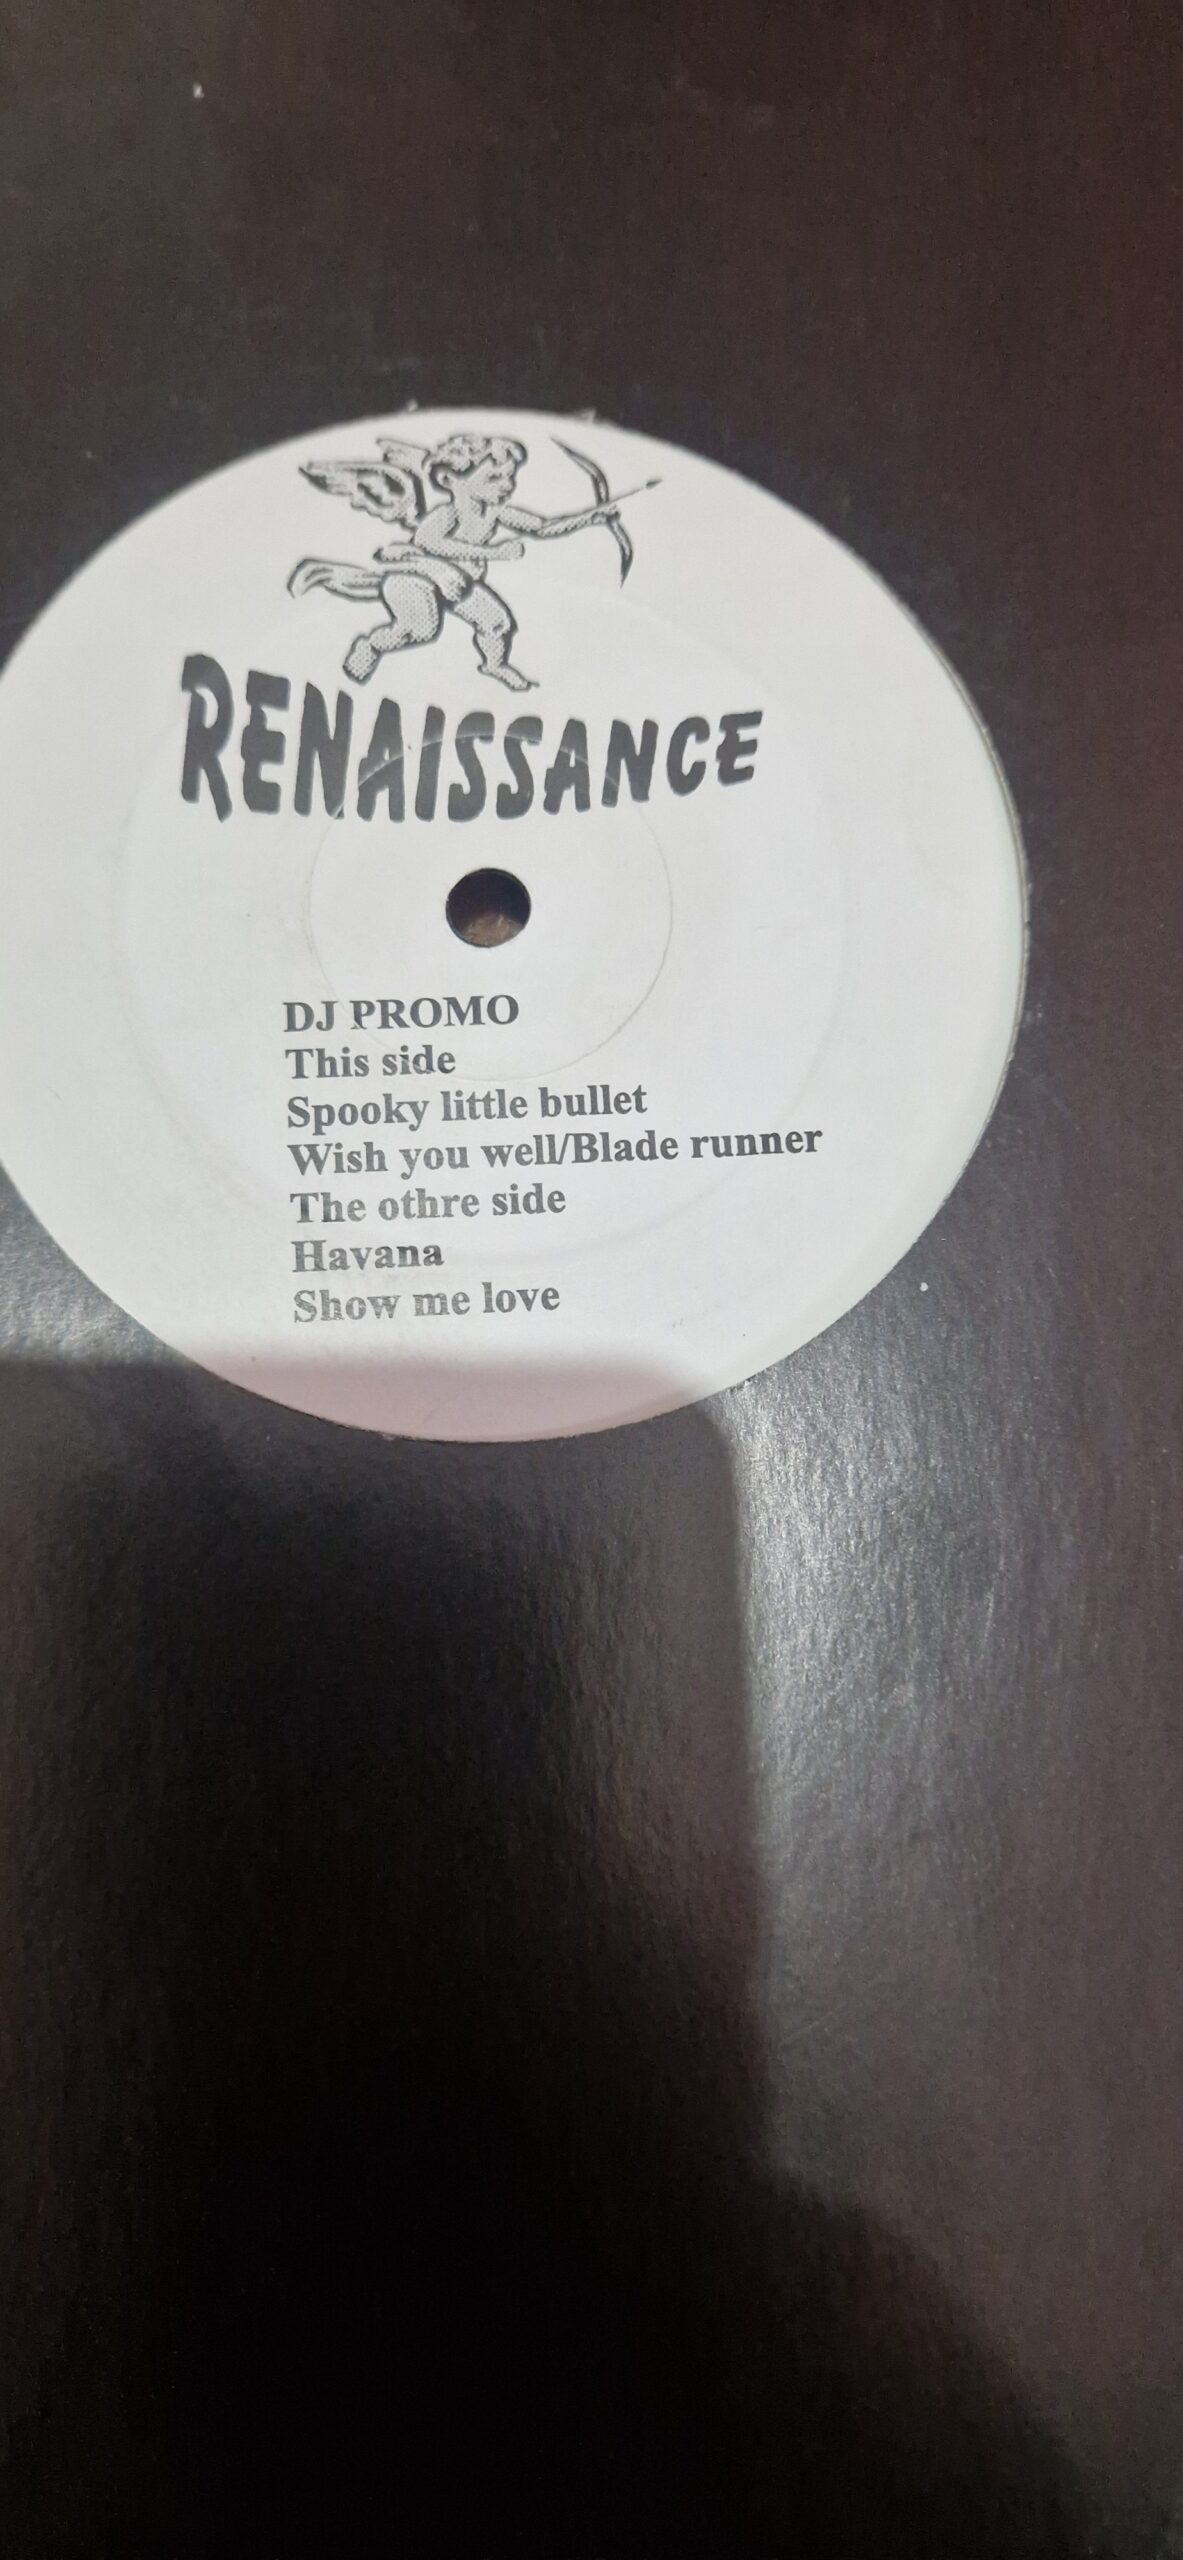 RENAISSANCE
DJ PROMO
This side
Spooky little bullet
Wish you well/Blade runner
The othre side
Havana
Show me love